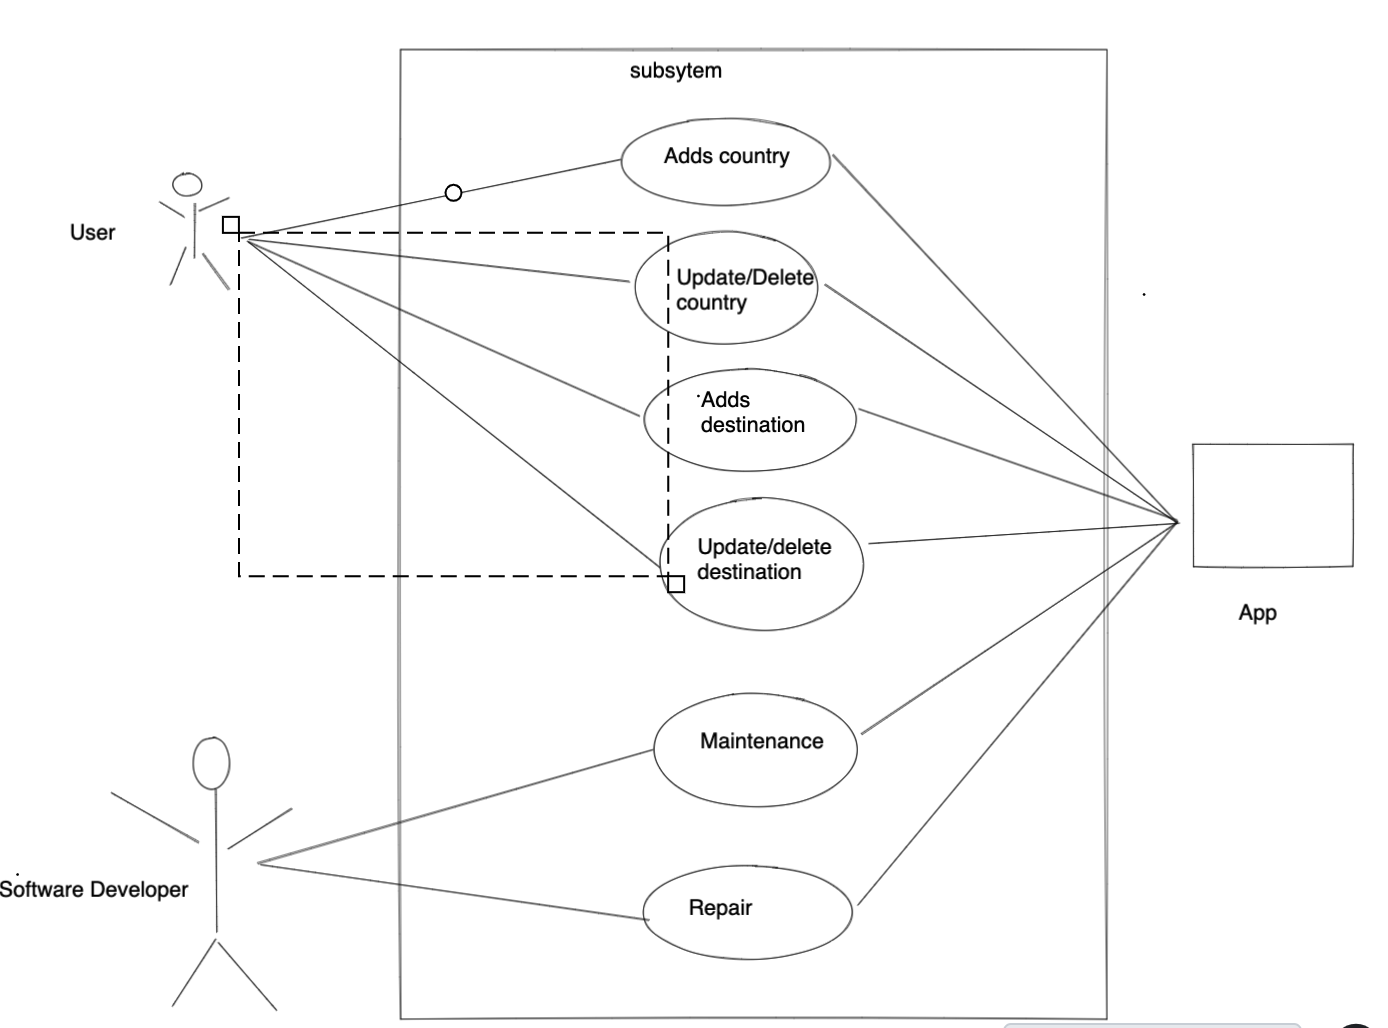 subsytem
Adds country
User
Update/Delete
country
Adds
destination
Update/delete
destination
App
Maintenance
Software Developer
Repair